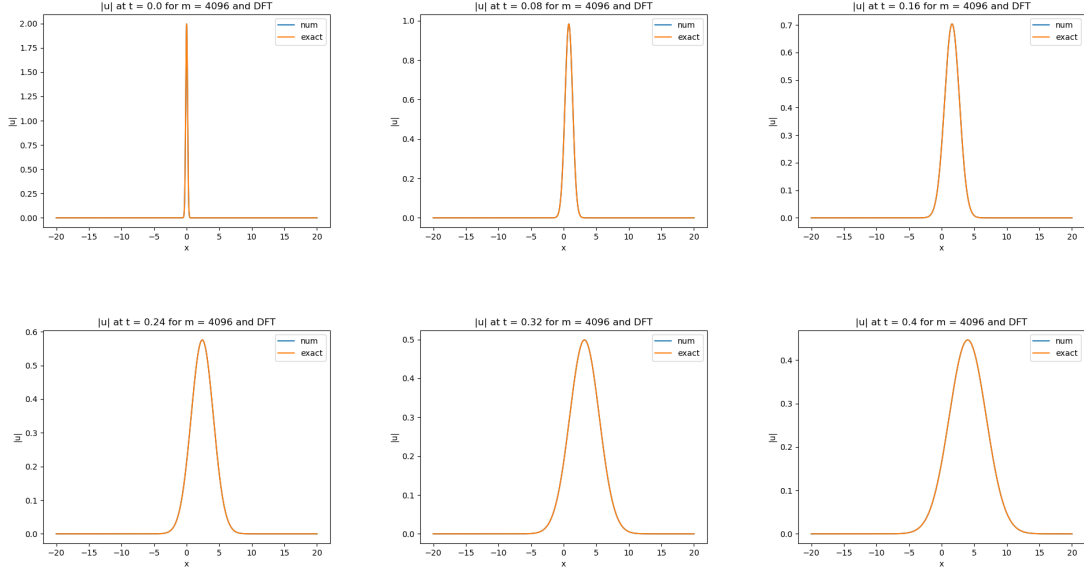 |u| at t = 0.0 for m = 4096 and DFT
2.00
1.75
1.50
1.25
1.00
0.75
0.50
0.25
0.00
|u|
num
exact
−20 −15 −10 −5 0 5 10 15 20
x
|u| at t = 0.08 for m = 4096 and DFT
1.0
0.8
0.6
0.4
0.2
0.0
|u|
num
exact
−20 −15 −10 −5 0 5 10 15 20
x
|u| at t = 0.16 for m = 4096 and DFT
0.7
0.6
0.5
0.4
0.3
0.2
0.1
0.0
|u|
num
exact
−20 −15 −10 −5 0 5 10 15 20
x
|u| at t = 0.24 for m = 4096 and DFT
0.6
0.5
0.4
0.3
0.2
0.1
0.0
|u|
num
exact
−20 −15 −10 −5 0 5 10 15 20
x
|u| at t = 0.32 for m = 4096 and DFT
0.5
0.4
0.3
0.2
0.1
0.0
|u|
num
exact
−20 −15 −10 −5 0 5 10 15 20
x
|u| at t = 0.4 for m = 4096 and DFT
0.4
0.3
0.2
0.1
0.0
|u|
num
exact
−20 −15 −10 −5 0 5 10 15 20
x